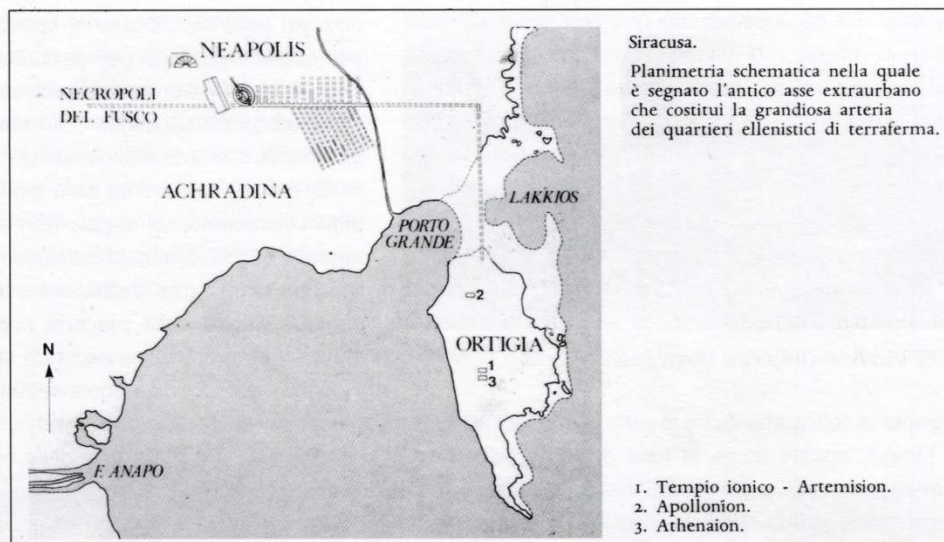 NEAPOLIS
NECROPOLI
DEL FUSCO
ACHRADINA
PORTO
GRANDE
LAKKIOS
2
ORTIGIA
1
3
N
F. ANAPO
Siracusa.
Planimetria schematica nella quale
è segnato l'antico asse extraurbano
che costituì la grandiosa arteria
dei quartieri ellenistici di terraferma.
1. Tempio ionico - Artemision.
2. Apollonion.
3. Athenaion.